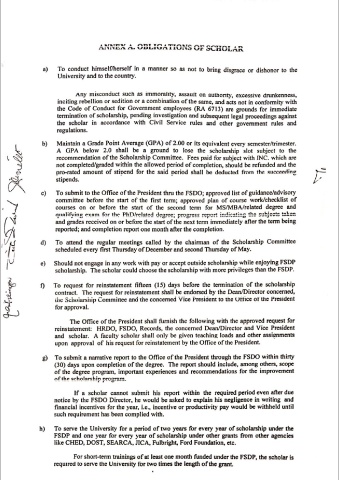 ANNEX A. OBLIGATIONS OF SCHOLAR
a) To conduct himself/herself in a manner so as not to bring disgrace or dishonor to the
University and to the country.
Any misconduct such as immorality, assault on authority, excessive drunkenness,
inciting rebellion or sedition or a combination of the same, and acts not in conformity with
the Code of Conduct for Government employees (RA 6713) are grounds for immediate
termination of scholarship, pending investigation and subsequent legal proceedings against
the scholar in accordance with Civil Service rules and other government rules and
regulations.
b) Maintain a Grade Point Average (GPA) of 2.00 or its equivalent every semester/trimester.
A GPA below 2.0 shall be a ground to lose the scholarship slot subject to the
recommendation of the Scholarship Committee. Fees paid for subject with INC. which are
not completed/graded within the allowed period of completion, should be refunded and the
pro-rated amount of stipend for the said period shall be deducted from the succeeding
stipends.
c) To submit to the Office of the President thru the FSDO; approved list of guidance/advisory
committee before the start of the first term; approved plan of course work/checklist of
courses on or before the start of the second term for MS/MBA/related degree and
qualifying exam for the PhD/related degree; progress report indicating the subjects taken
and grades received on or before the start of the next term immediately after the term being
reported; and completion report one month after the completion.
d) To attend the regular meetings called by the chairman of the Scholarship Committee
scheduled every first Thursday of December and second Thursday of May.
e) Should not engage in any work with pay or accept outside scholarship while enjoying FSDP
scholarship. The scholar could choose the scholarship with more privileges than the FSDP.
f) To request for reinstatement fifteen (15) days before the termination of the scholarship
contract. The request for reinstatement shall be endorsed by the Dean/Director concerned,
the Scholarship Committee and the concerned Vice President to the Office of the President
for approval.
The Office of the President shall furnish the following with the approved request for
reinstatement: HRDO, FSDO, Records, the concerned Dean/Director and Vice President
and scholar. A faculty scholar shall only be given teaching loads and other assignments
upon approval of his request for reinstatement by the Office of the President.
g) To submit a narrative report to the Office of the President through the FSDO within thirty
(30) days upon completion of the degree. The report should include, among others, scope
of the degree program, important experiences and recommendations for the improvement
of the scholarship program.
If a scholar cannot submit his report within the required period even after due
notice by the FSDO Director, he would be asked to explain his negligence in writing and
financial incentives for the year, i.e., incentive or productivity pay would be withheld until
such requirement has been complied with.
h) To serve the University for a period of two years for every year of scholarship under the
FSDP and one year for every year of scholarship under other grants from other agencies
like CHED, DOST, SEARCA, JICA, Fulbright, Ford Foundation, etc.
For short-term trainings of at least one month funded under the FSDP, the scholar is
required to serve the University for two times the length of the grant.